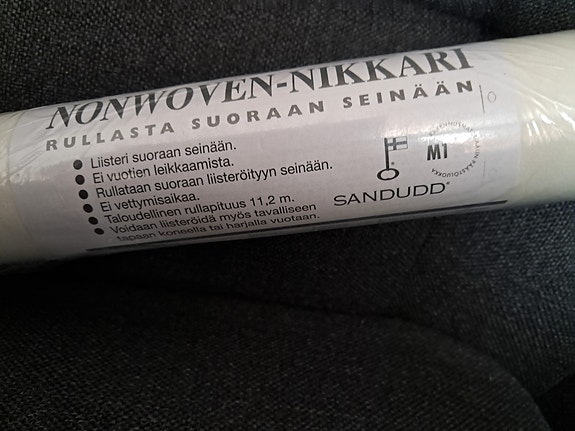 NONWOVEN-NIKKARI
RULLASTA SUORAAN SEINÄÄN
Liisteri suoraan seinään.
Ei vuotien leikkaamista.
Rullataan suoraan liisteröityyn seinään.
Ei vettymisaikaa.
Taloudellinen rullapituus 11,2 m.
Voidaan liisteröidä myös tavalliseen
tapaan koneella tai harjalla vuotaan.
M1
SANDUDD®